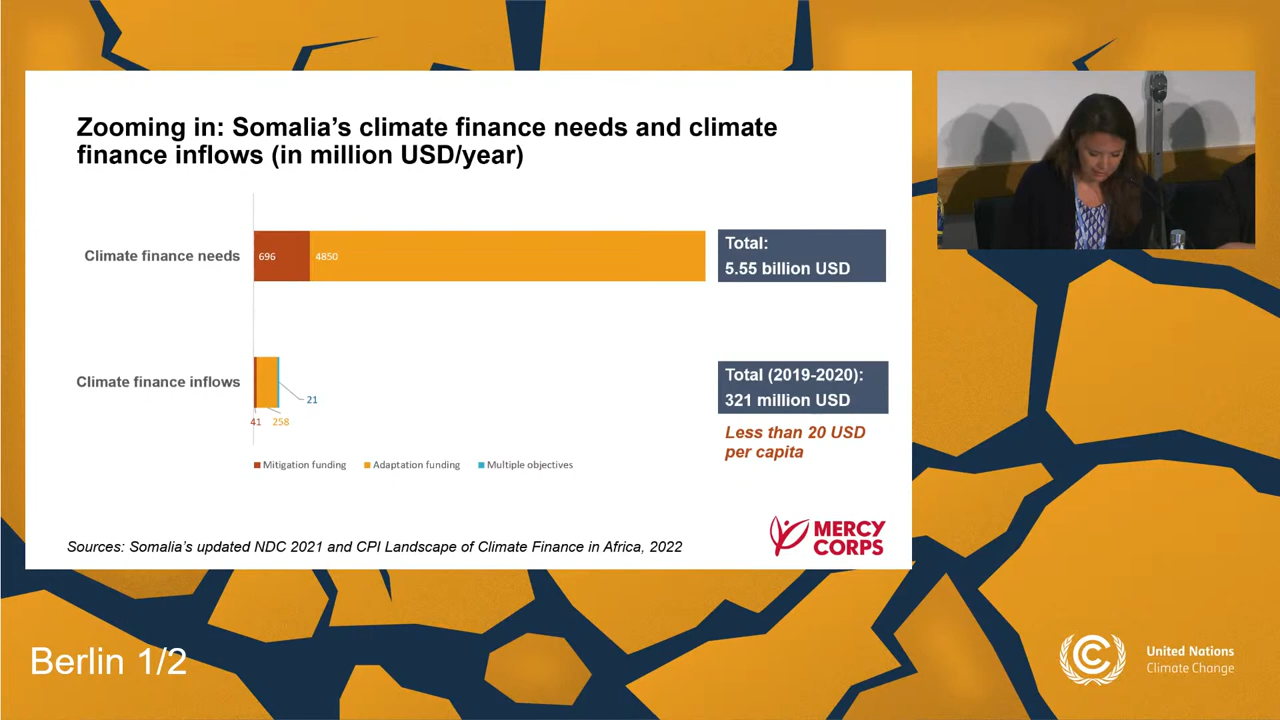 Zooming in: Somalia's climate finance needs and climate
finance inflows (in million USD/year)
Climate finance needs
696
4850
Total:
5.55 billion USD
Climate finance inflows
21
41
258
Total (2019-2020):
321 million USD
Less than 20 USD
per capita
Mitigation funding
Adaptation funding
Multiple objectives
Sources: Somalia's updated NDC 2021 and CPI Landscape of Climate Finance in Africa, 2022
MERCY
CORPS
Berlin 1/2
United Nations
Climate Change